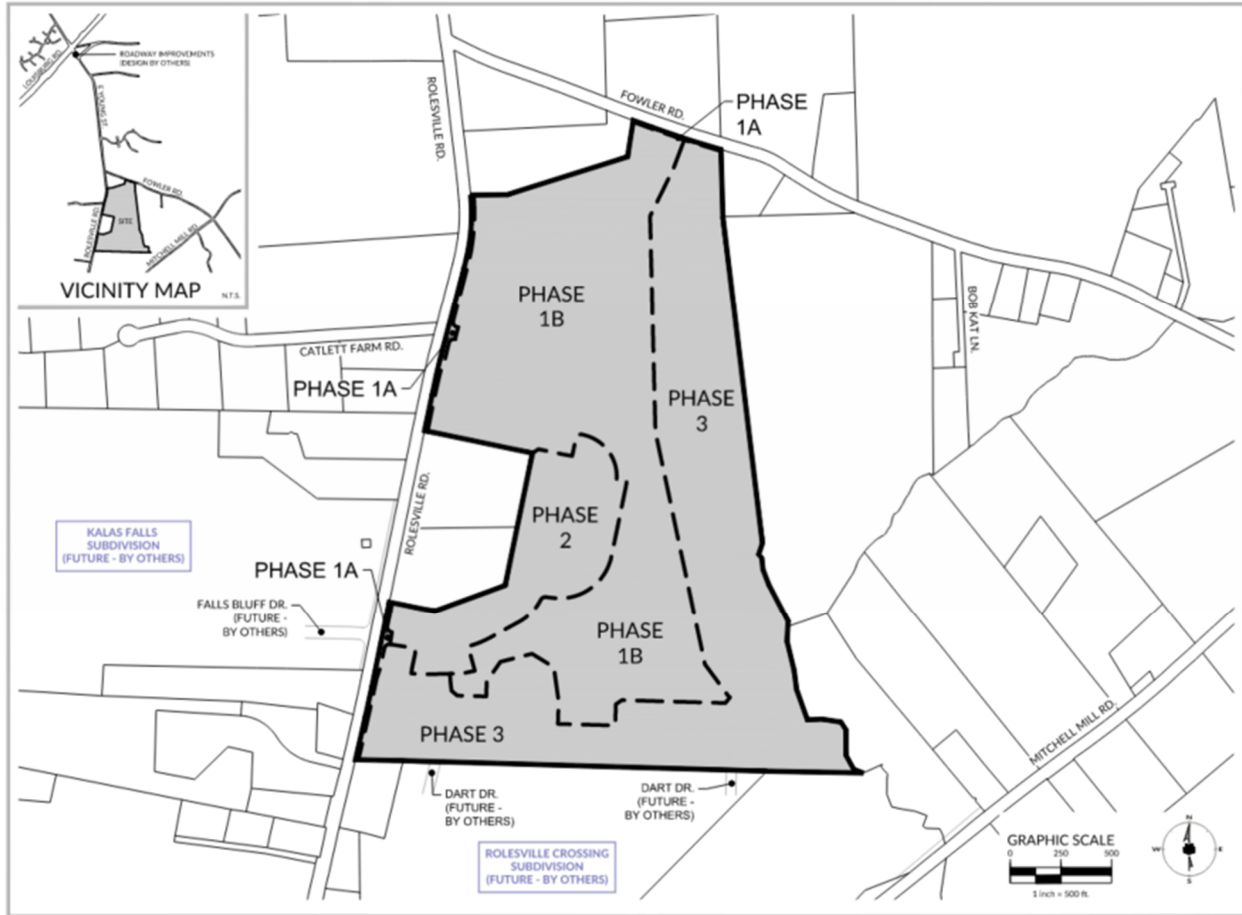 ROADWAY IMPROVEMENTS
(DESIGN BY OTHERS)
LOUISBURG RD.
E YOUNG ST.
FOWLER RD.
SITE
ROLESVILLE RD.
MITCHELL MILL RD.
VICINITY MAP
N.T.S.
ROLESVILLE RD.
FOWLER RD.
PHASE
1A
PHASE
1B
CATLETT FARM RD.
PHASE 1A
BOB KAT LN.
PHASE
3
ROLESVILLE RD.
KALAS FALLS
SUBDIVISION
(FUTURE - BY OTHERS)
PHASE
2
PHASE 1A
FALLS BLUFF DR.
(FUTURE -
BY OTHERS)
PHASE
1B
PHASE 3
MITCHELL MILL RD.
DART DR.
(FUTURE -
BY OTHERS)
DART DR.
(FUTURE -
BY OTHERS)
ROLESVILLE CROSSING
SUBDIVISION
(FUTURE - BY OTHERS)
GRAPHIC SCALE
0 250 500
1 inch = 500 ft.
N
W E
S